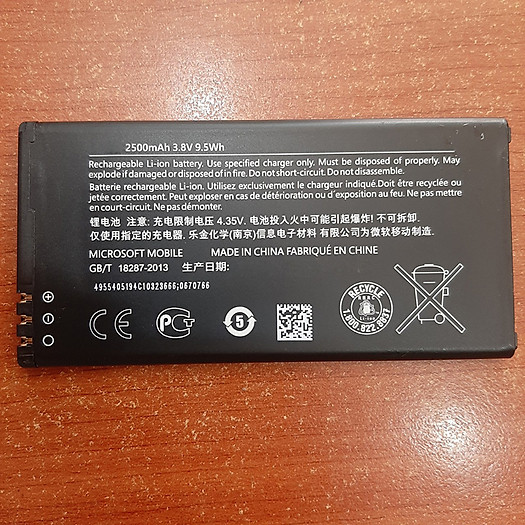 2500mAh 3.8V 9.5Wh
Rechargeable Li-ion battery. Use specified charger only. Must be disposed of properly. May
explode if damaged or disposed of in fire. Do not short-circuit. Do not disassemble.
Batterie rechargeable Li-ion. Utilisez exclusivement le chargeur indiqué.Doit être recyclée ou
jetée correctement. Peut exploser en cas de détérioration ou d´exposition au feu. Ne pas mettre
en court-circuit. Ne pas démonter.
锂电池 注意: 充电限制电压 4.35V. 电池投入火中可能引起爆炸! 不可拆卸.
仅使用指定的充电器. 乐金化学(南京)信息电子材料有限公司为微软移动制造.
MICROSOFT MOBILE MADE IN CHINA FABRIQUÉ EN CHINE
GB/T 18287-2013 生产日期:
4955405194C10323666;0670766
CE PCT 5
RECYCLE
RBRC
Li-ion
1.800.822.8837